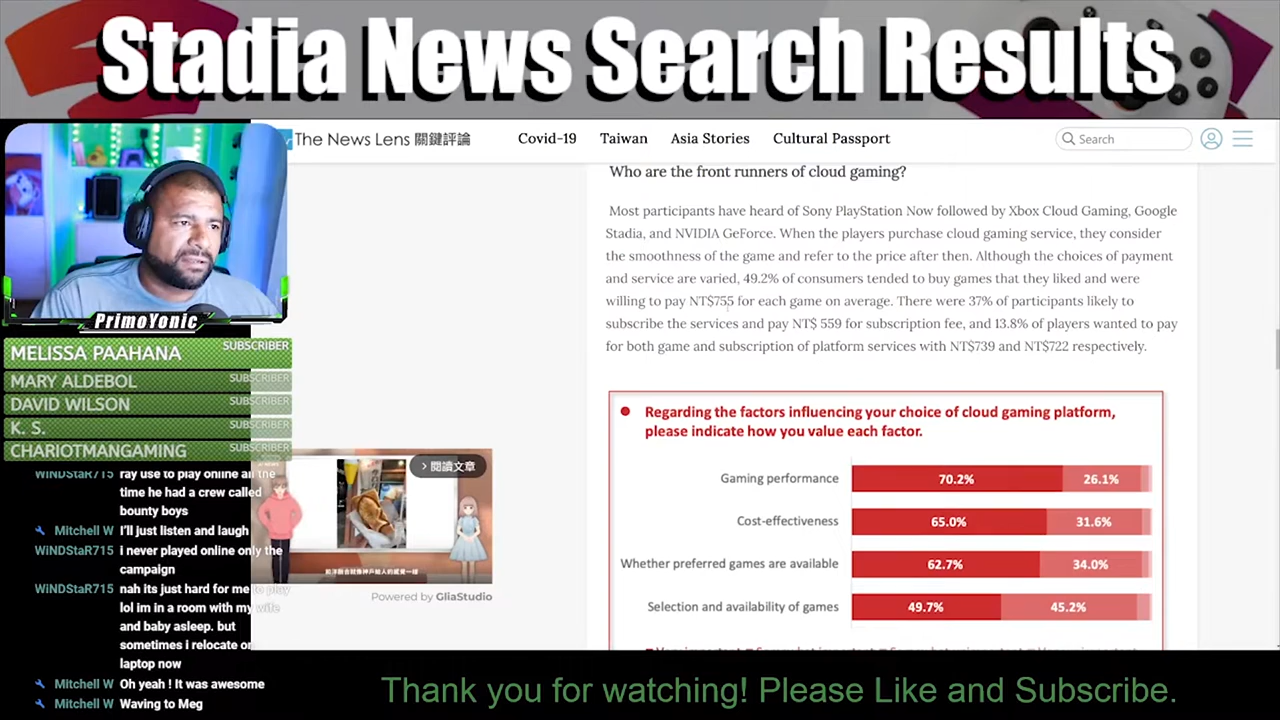 Stadia News Search Results
The News Lens 關鍵評論
Covid-19 Taiwan Asia Stories Cultural Passport
Search
Who are the front runners of cloud gaming?
Most participants have heard of Sony PlayStation Now followed by Xbox Cloud Gaming, Google
Stadia, and NVIDIA GeForce. When the players purchase cloud gaming service, they consider
the smoothness of the game and refer to the price after then. Although the choices of payment
and service are varied, 49.2% of consumers tended to buy games that they liked and were
willing to pay NT$755 for each game on average. There were 37% of participants likely to
subscribe the services and pay NT$ 559 for subscription fee, and 13.8% of players wanted to pay
for both game and subscription of platform services with NT$739 and NT$722 respectively.
Regarding the factors influencing your choice of cloud gaming platform,
please indicate how you value each factor.
Gaming performance 70.2% 26.1%
Cost-effectiveness 65.0% 31.6%
Whether preferred games are available 62.7% 34.0%
Selection and availability of games 49.7% 45.2%
PRIMOYONIC
MELISSA PAAHANA SUBSCRIBER
MARY ALDEBOL SUBSCRIBER
DAVID WILSON SUBSCRIBER
K. S. SUBSCRIBER
CHARIOTMANGAMING SUBSCRIBER
WiNDStaR715 ray use to play online all the
time he had a crew called
bounty boys
Mitchell W I'll just listen and laugh
WiNDStaR715 i never played online only the
campaign
WiNDStaR715 nah its just hard for me to play
lol im in a room with my wife
and baby asleep. but
sometimes i relocate on
laptop now
Mitchell W Oh yeah ! It was awesome
Mitchell W Waving to Meg
› 閱讀文章
Powered by GliaStudio
Thank you for watching! Please Like and Subscribe.